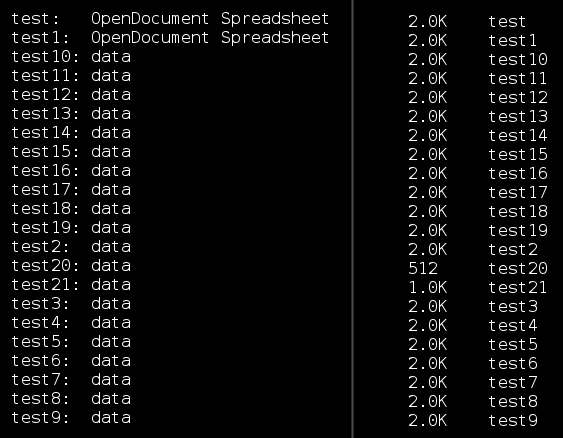 test:   OpenDocument Spreadsheet
test1:  OpenDocument Spreadsheet
test10: data
test11: data
test12: data
test13: data
test14: data
test15: data
test16: data
test17: data
test18: data
test19: data
test2:  data
test20: data
test21: data
test3:  data
test4:  data
test5:  data
test6:  data
test7:  data
test8:  data
test9:  data
2.0K    test
2.0K    test1
2.0K    test10
2.0K    test11
2.0K    test12
2.0K    test13
2.0K    test14
2.0K    test15
2.0K    test16
2.0K    test17
2.0K    test18
2.0K    test19
2.0K    test2
512     test20
1.0K    test21
2.0K    test3
2.0K    test4
2.0K    test5
2.0K    test6
2.0K    test7
2.0K    test8
2.0K    test9